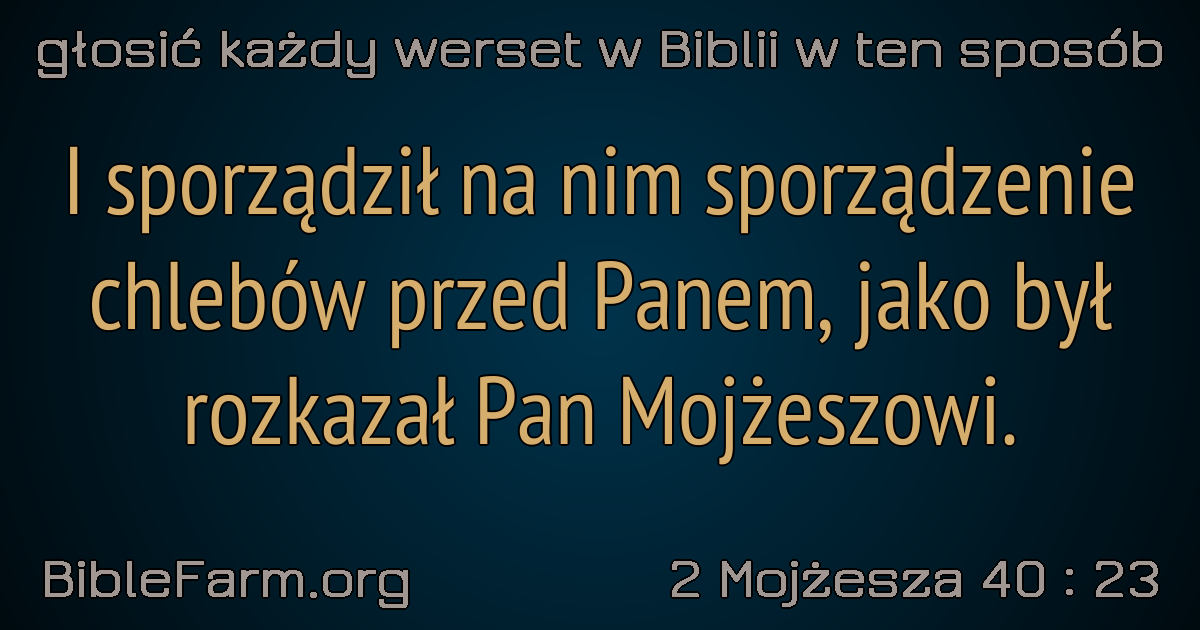 głosić każdy werset w Biblii w ten sposób
I sporządził na nim sporządzenie
chlebów przed Panem, jako był
rozkazał Pan Mojżeszowi.
BibleFarm.org
2 Mojżesza 40 : 23